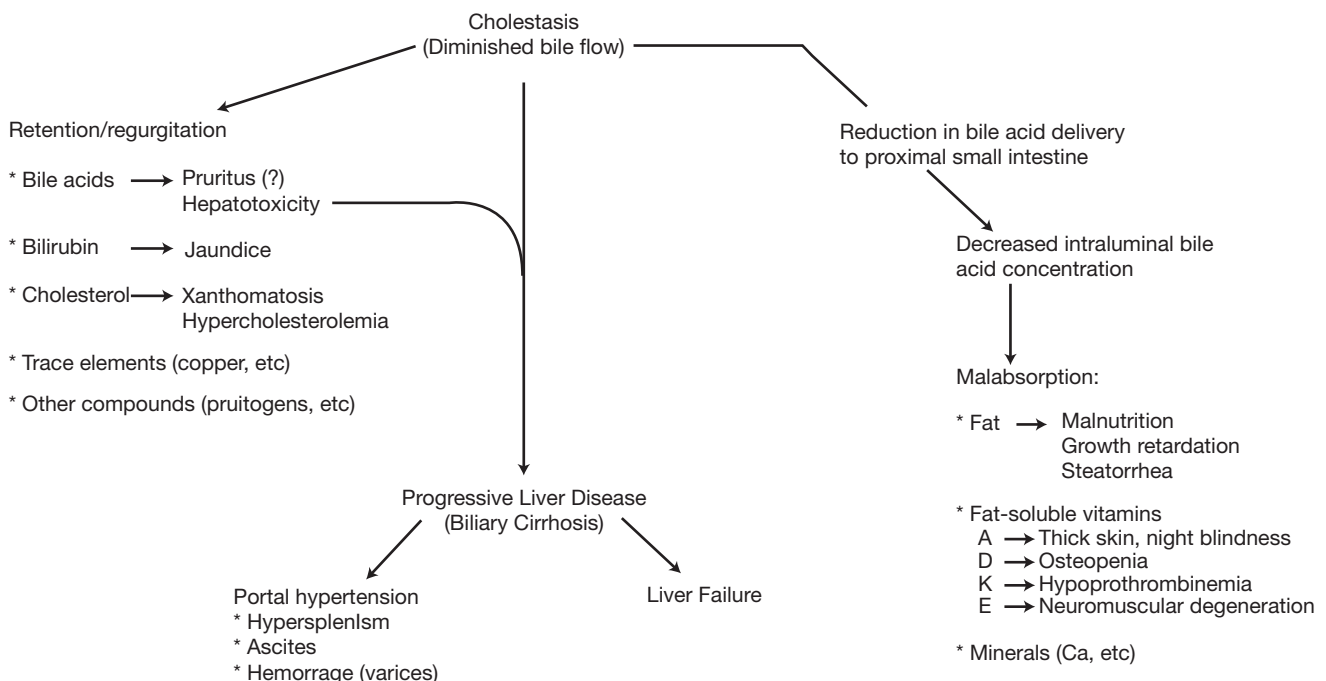 Cholestasis
(Diminished bile flow)
Retention/regurgitation
* Bile acids
Pruritus (?)
Hepatotoxicity
* Bilirubin
Jaundice
* Cholesterol
Xanthomatosis
Hypercholesterolemia
* Trace elements (copper, etc)
* Other compounds (pruitogens, etc)
Progressive Liver Disease
(Biliary Cirrhosis)
Portal hypertension
* HypersplenIsm
* Ascites
* Hemorrage (varices)
Liver Failure
Reduction in bile acid delivery
to proximal small intestine
Decreased intraluminal bile
acid concentration
Malabsorption:
* Fat
Malnutrition
Growth retardation
Steatorrhea
* Fat-soluble vitamins
A Thick skin, night blindness
D Osteopenia
K Hypoprothrombinemia
E Neuromuscular degeneration
* Minerals (Ca, etc)